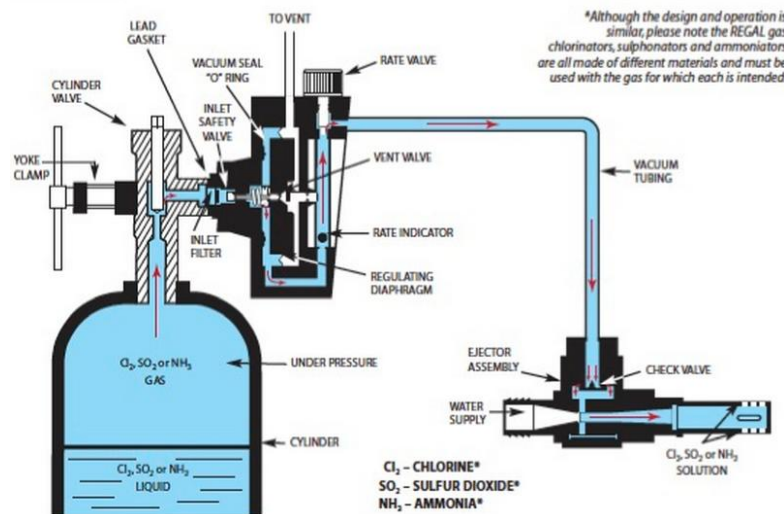 *Although the design and operation is
similar, please note the REGAL gas
chlorinators, sulphonators and ammoniators
are all made of different materials and must be
used with the gas for which each is intended
TO VENT
LEAD
GASKET
VACUUM SEAL
"O" RING
RATE VALVE
CYLINDER
VALVE
INLET
SAFETY
VALVE
YOKE
CLAMP
VENT VALVE
VACUUM
TUBING
INLET
FILTER
RATE INDICATOR
REGULATING
DIAPHRAGM
Cl₂, SO₂ or NH₃
GAS
UNDER PRESSURE
EJECTOR
ASSEMBLY
CHECK VALVE
WATER
SUPPLY
CYLINDER
Cl₂, SO₂ or NH₃
LIQUID
Cl₂, SO₂ or NH₃
SOLUTION
Cl₂ – CHLORINE*
SO₂ – SULFUR DIOXIDE*
NH₃ – AMMONIA*